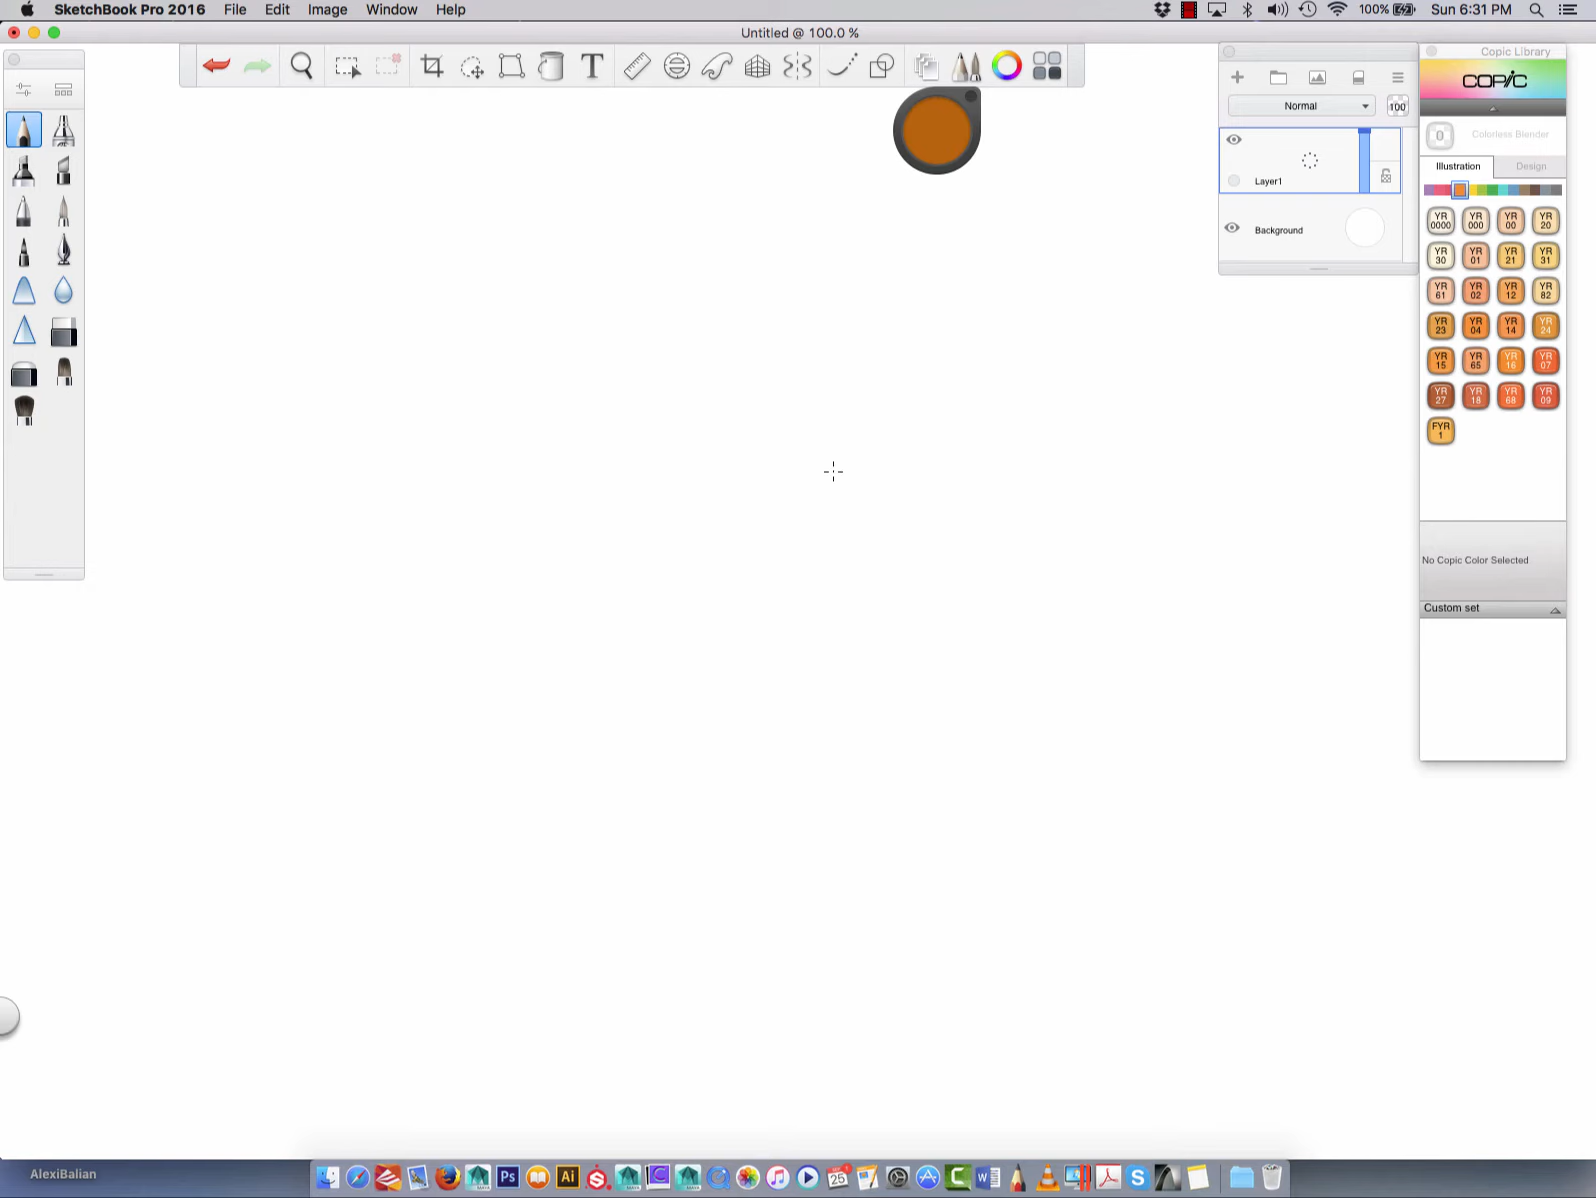 SketchBook Pro 2016 File Edit Image Window Help 100% Sun 6:31 PM
Untitled @ 100.0 %
T
Normal 100
Layer1
Background
Copic Library
COPIC
0 Colorless Blender
Illustration Design
YR 0000 YR 000 YR 00 YR 20
YR 30 YR 01 YR 21 YR 31
YR 61 YR 02 YR 12 YR 82
YR 23 YR 04 YR 14 YR 24
YR 15 YR 65 YR 16 YR 07
YR 27 YR 18 YR 68 YR 09
FYR 1
No Copic Color Selected
Custom set
AlexiBalian
Ps Ai 25